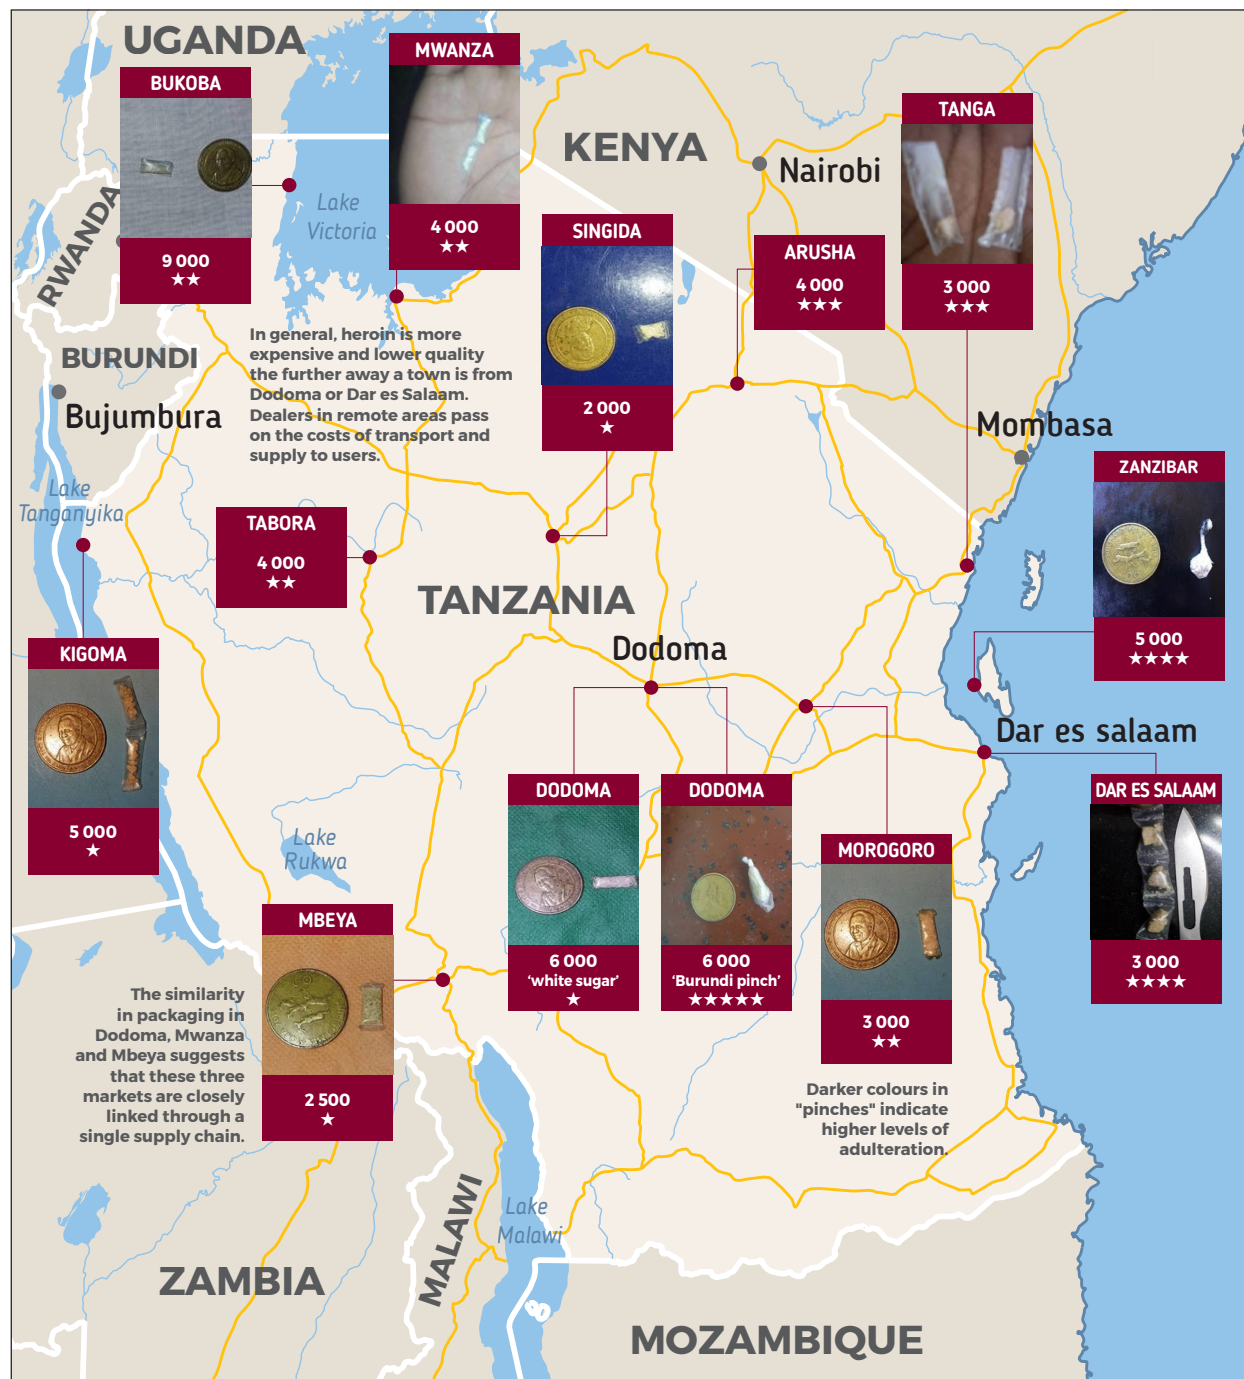 UGANDA
BUKOBA
9 000
★★
MWANZA
4 000
★★
KENYA
Nairobi
TANGA
3 000
★★★
RWANDA
Lake
Victoria
SINGIDA
2 000
★
ARUSHA
4 000
★★★
In general, heroin is more
expensive and lower quality
the further away a town is from
Dodoma or Dar es Salaam.
Dealers in remote areas pass
on the costs of transport and
supply to users.
BURUNDI
Bujumbura
Mombasa
ZANZIBAR
5 000
★★★★
Lake
Tanganyika
TABORA
4 000
★★
TANZANIA
Dodoma
KIGOMA
5 000
★
Dar es salaam
DODOMA
6 000
‘white sugar’
★
DODOMA
6 000
‘Burundi pinch’
★★★★★
DAR ES SALAAM
3 000
★★★★
MOROGORO
3 000
★★
Lake
Rukwa
MBEYA
2 500
★
The similarity
in packaging in
Dodoma, Mwanza
and Mbeya suggests
that these three
markets are closely
linked through a
single supply chain.
Darker colours in
"pinches" indicate
higher levels of
adulteration.
MALAWI
Lake
Malawi
ZAMBIA
MOZAMBIQUE